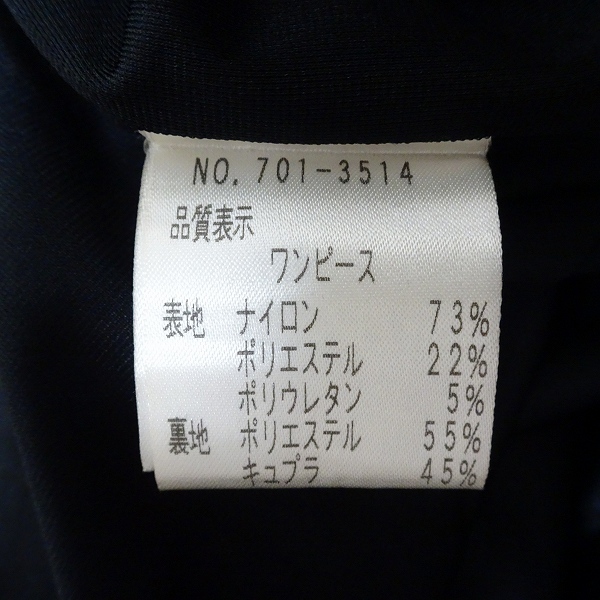 NO. 701-3514
品質表示
ワンピース
表地 ナイロン 73%
ポリエステル 22%
ポリウレタン 5%
裏地 ポリエステル 55%
キュプラ 45%